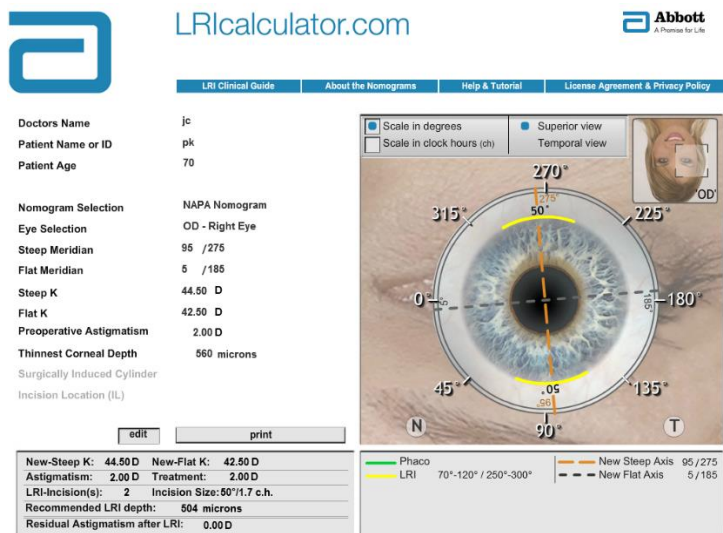 LRIcalculator.com
Abbott
A Promise for Life
LRI Clinical Guide
About the Nomograms
Help & Tutorial
License Agreement & Privacy Policy
Doctors Name jc
Patient Name or ID pk
Patient Age 70
Nomogram Selection NAPA Nomogram
Eye Selection OD - Right Eye
Steep Meridian 95 /275
Flat Meridian 5 /185
Steep K 44.50 D
Flat K 42.50 D
Preoperative Astigmatism 2.00 D
Thinnest Corneal Depth 560 microns
Surgically Induced Cylinder
Incision Location (IL)
edit
print
New-Steep K: 44.50 D New-Flat K: 42.50 D
Astigmatism: 2.00 D Treatment: 2.00 D
LRI-Incision(s): 2 Incision Size: 50°/1.7 c.h.
Recommended LRI depth: 504 microns
Residual Astigmatism after LRI: 0.00 D
Scale in degrees
Scale in clock hours (ch)
Superior view
Temporal view
OD'
270°
275°
50°
315°
225°
0°
5°
185°
180°
45°
50°
95°
135°
90°
N
T
Phaco
LRI 70°-120° / 250°-300°
New Steep Axis 95/275
New Flat Axis 5/185